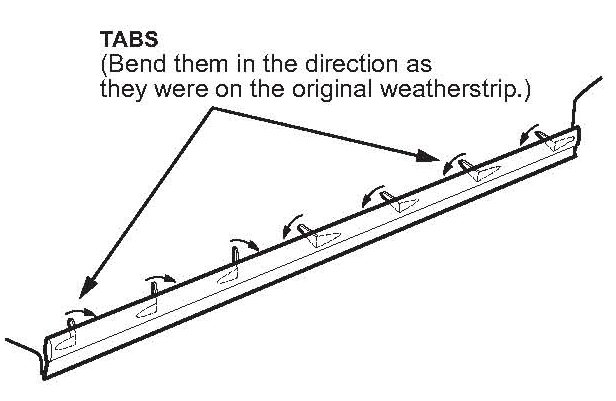 TABS
(Bend them in the direction as
they were on the original weatherstrip.)